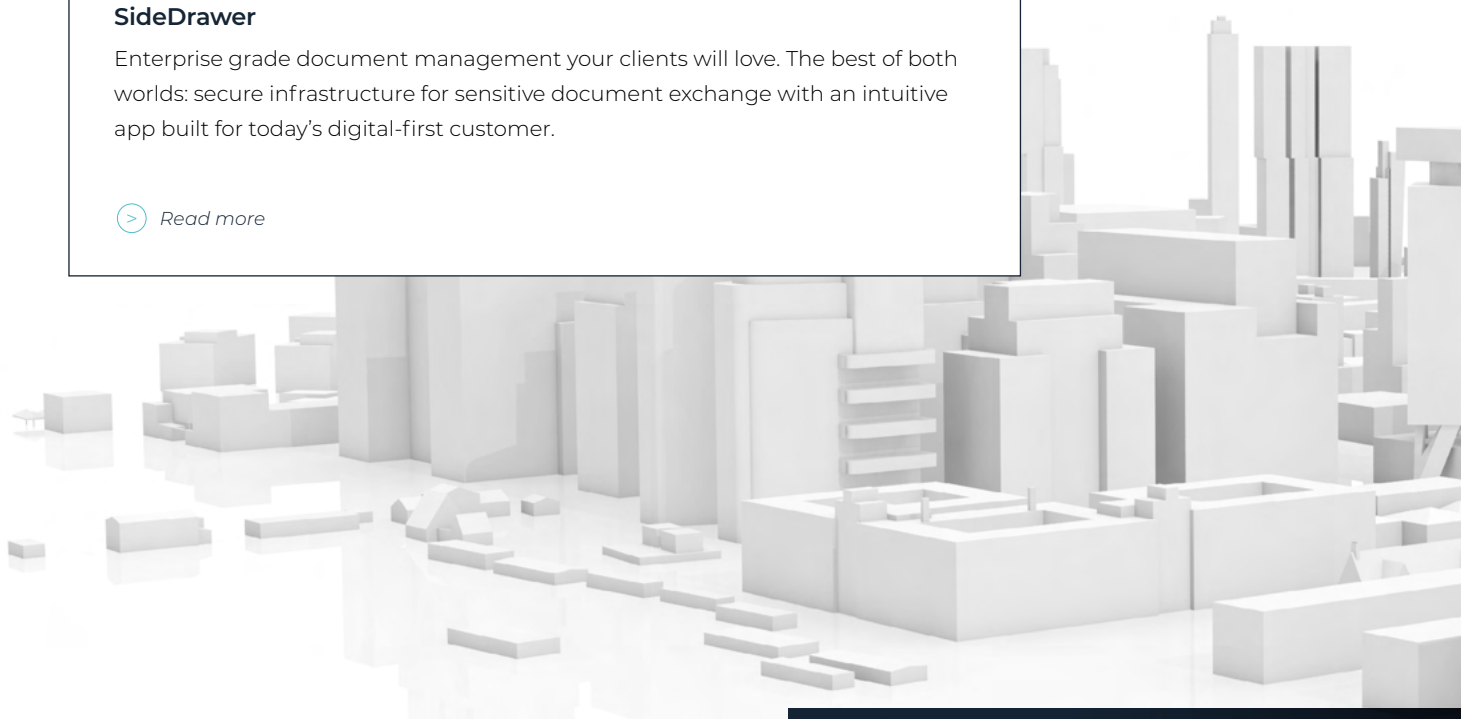 SideDrawer
Enterprise grade document management your clients will love. The best of both
worlds: secure infrastructure for sensitive document exchange with an intuitive
app built for today’s digital-first customer.
> Read more